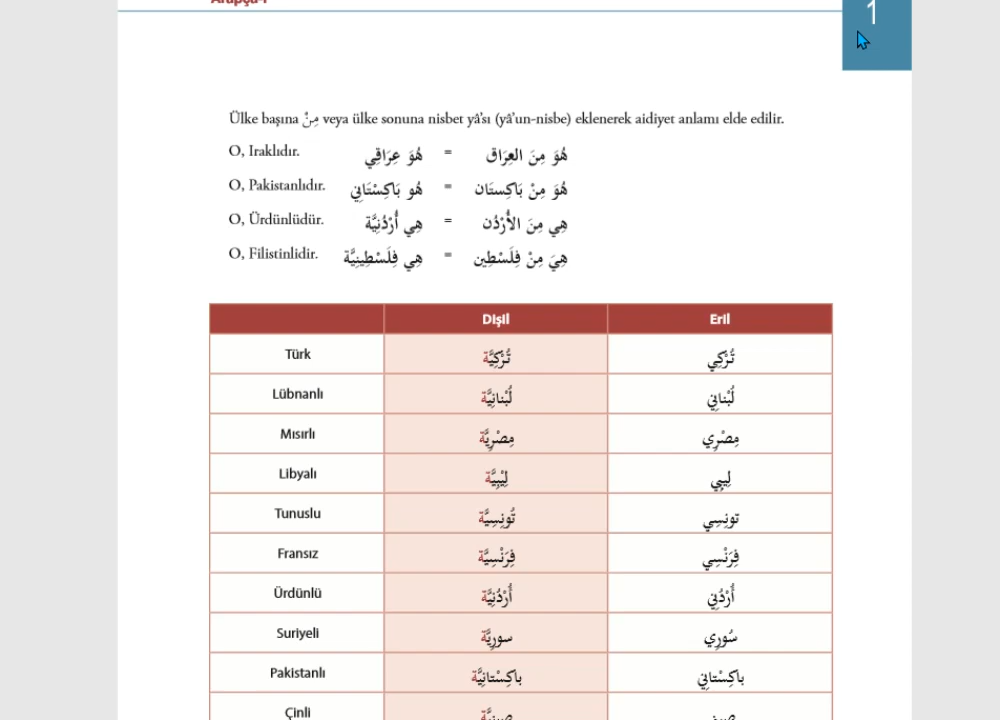 Arapça-I
1
Ülke başına مِنْ veya ülke sonuna nisbet yâ'sı (yâ'un-nisbe) eklenerek aidiyet anlamı elde edilir.
O, Iraklıdır. هُوَ مِنَ العِرَاق = هُوَ عِرَاقِي
O, Pakistanlıdır. هُوَ مِنْ بَاكِستَان = هُو بَاكِسْتَانِي
O, Ürdünlüdür. هِي مِنَ الأُرْدُن = هِي أُرْدُنِيَّة
O, Filistinlidir. هِيَ مِنْ فِلَسْطِين = هِي فِلَسْطِينِيَّة
Dişil Eril
Türk تُرْكِيَّة تُرْكِي
Lübnanlı لُبْنانِيَّة لُبْنانِي
Mısırlı مِصْرِيَّة مِصْرِي
Libyalı لِيْبِيَّة لِيبِي
Tunuslu تُونِسِيَّة تونِسِي
Fransız فِرَنْسِيَّة فِرَنْسِي
Ürdünlü أُرْدُنِيَّة أُرْدُنِي
Suriyeli سورِيَّة سُورِي
Pakistanlı باكِسْتانِيَّة باكِسْتانِي
Çinli